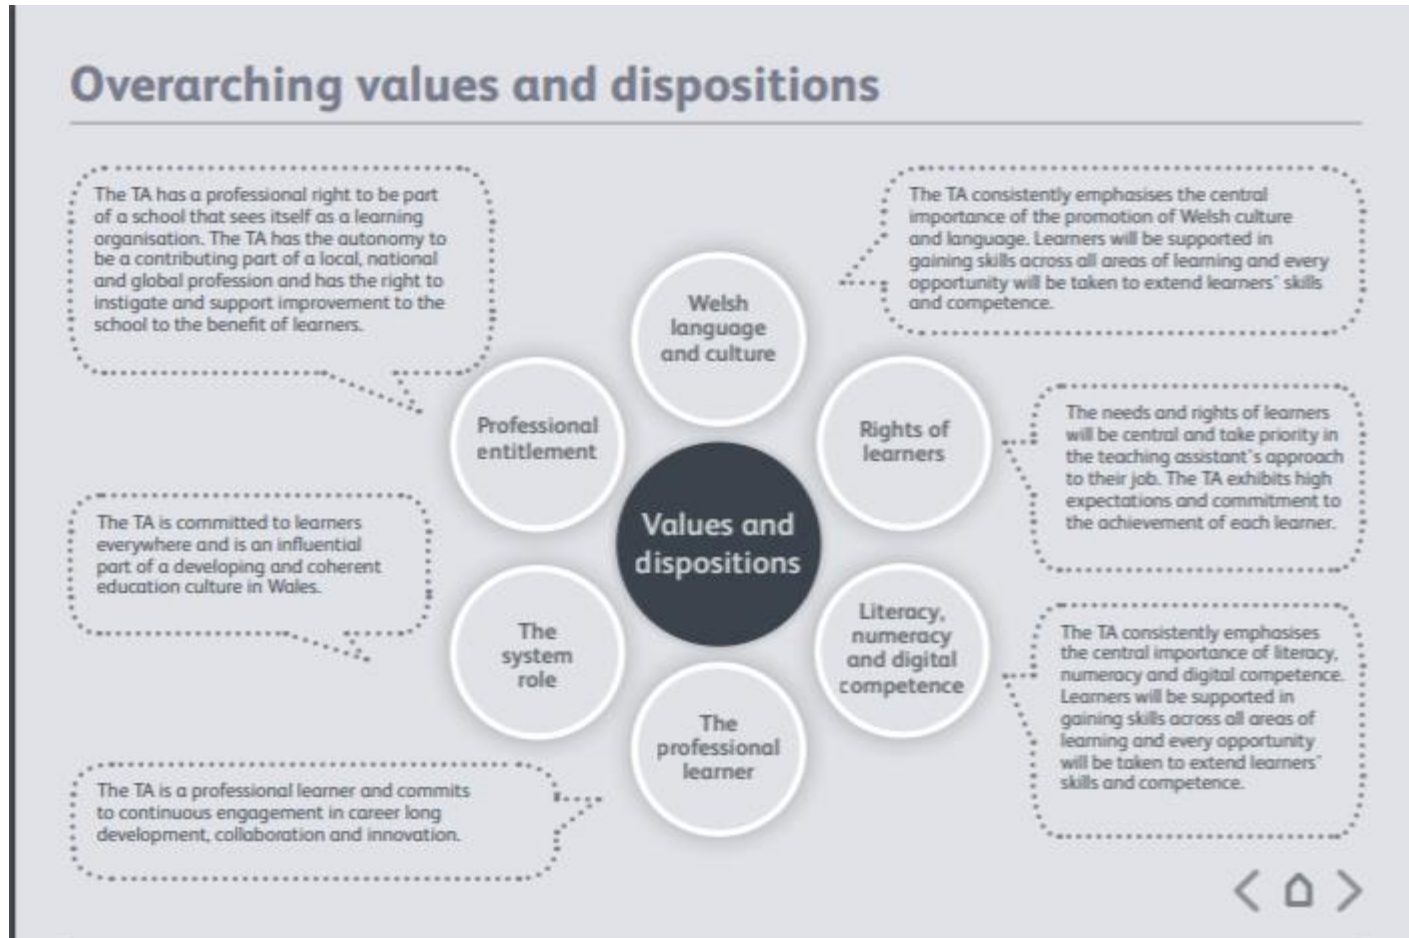 Overarching values and dispositions
The TA has a professional right to be part
of a school that sees itself as a learning
organisation. The TA has the autonomy to
be a contributing part of a local, national
and global profession and has the right to
instigate and support improvement to the
school to the benefit of learners.
The TA consistently emphasises the central
importance of the promotion of Welsh culture
and language. Learners will be supported in
gaining skills across all areas of learning and every
opportunity will be taken to extend learners' skills
and competence.
Welsh
language
and culture
Professional
entitlement
Rights of
learners
The needs and rights of learners
will be central and take priority in
the teaching assistant's approach
to their job. The TA exhibits high
expectations and commitment to
the achievement of each learner.
Values and
dispositions
The TA is committed to learners
everywhere and is an influential
part of a developing and coherent
education culture in Wales.
The
system
role
Literacy,
numeracy
and digital
competence
The TA consistently emphasises
the central importance of literacy,
numeracy and digital competence.
Learners will be supported in
gaining skills across all areas of
learning and every opportunity
will be taken to extend learners'
skills and competence.
The
professional
learner
The TA is a professional learner and commits
to continuous engagement in career long
development, collaboration and innovation.